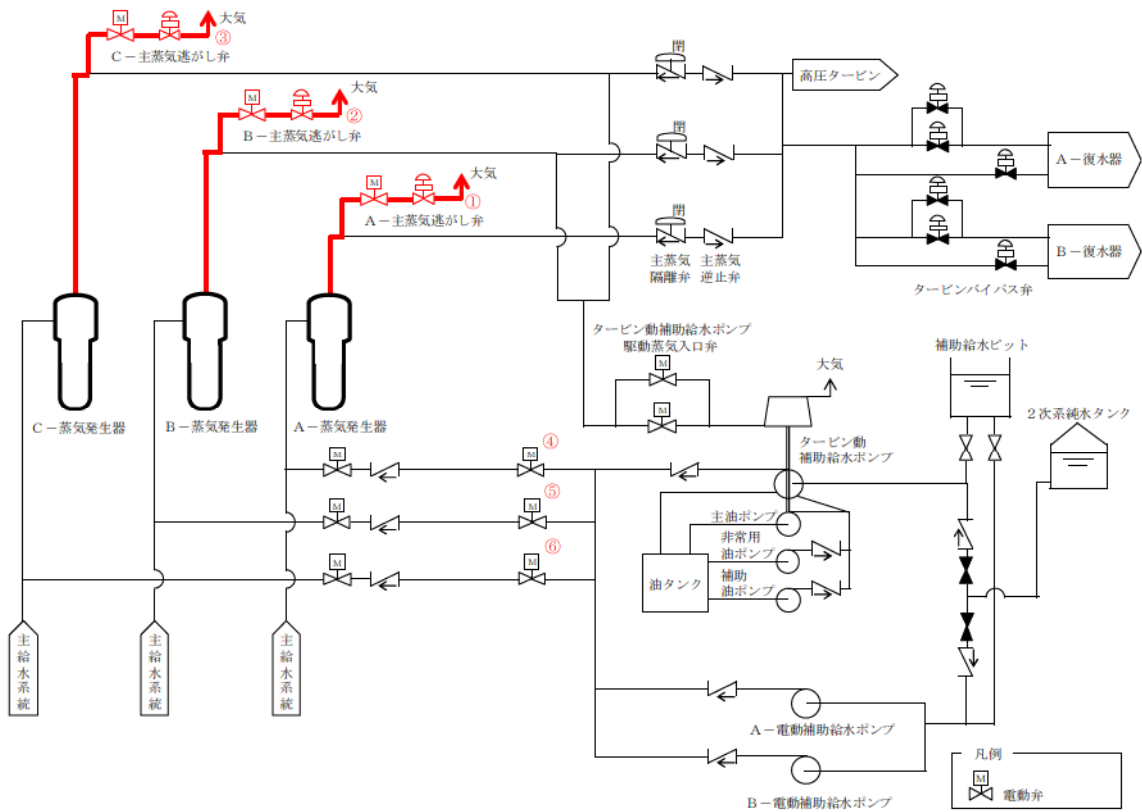 大気
M
③
C－主蒸気逃がし弁
閉
高圧タービン
大気
M
②
B－主蒸気逃がし弁
閉
A－復水器
大気
M
①
A－主蒸気逃がし弁
閉
主蒸気
隔離弁
主蒸気
逆止弁
B－復水器
タービンバイパス弁
タービン動補助給水ポンプ
駆動蒸気入口弁
M
M
大気
補助給水ピット
2次系純水タンク
C－蒸気発生器
B－蒸気発生器
A－蒸気発生器
タービン動
補助給水ポンプ
M
M
④
M
M
⑤
M
M
⑥
主油ポンプ
非常用
油ポンプ
補助
油ポンプ
油タンク
主給水系統
主給水系統
主給水系統
A－電動補助給水ポンプ
B－電動補助給水ポンプ
凡例
M
電動弁